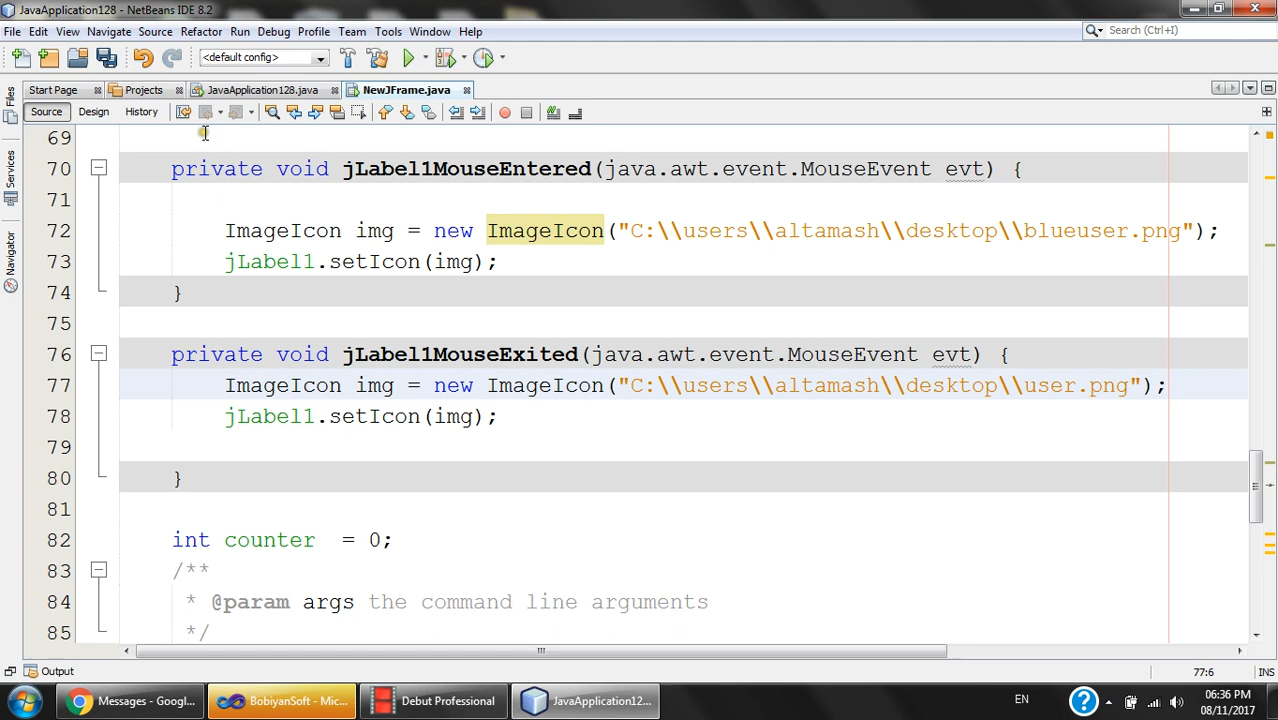 JavaApplication128 - NetBeans IDE 8.2
File Edit View Navigate Source Refactor Run Debug Profile Team Tools Window Help
Search (Ctrl+I)
<default config>
Start Page Projects JavaApplication128.java NewJFrame.java
Source Design History
Files
Services
Navigator
69
70 private void jLabel1MouseEntered(java.awt.event.MouseEvent evt) {
71
72 ImageIcon img = new ImageIcon("C:\\users\\altamash\\desktop\\blueuser.png");
73 jLabel1.setIcon(img);
74 }
75
76 private void jLabel1MouseExited(java.awt.event.MouseEvent evt) {
77 ImageIcon img = new ImageIcon("C:\\users\\altamash\\desktop\\user.png");
78 jLabel1.setIcon(img);
79
80 }
81
82 int counter  = 0;
83 /**
84 * @param args the command line arguments
85 */
Output
77:6 INS
Messages - Googl... BobiyanSoft - Mic... Debut Professional JavaApplication12... EN 06:36 PM
08/11/2017